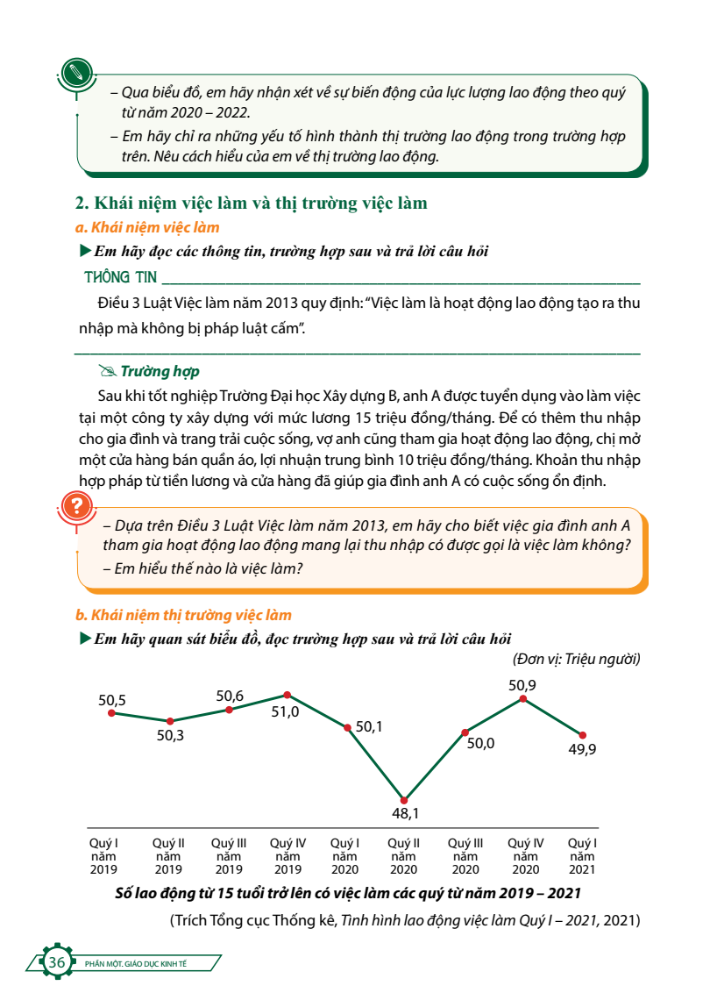 – Qua biểu đồ, em hãy nhận xét về sự biến động của lực lượng lao động theo quý
từ năm 2020 – 2022.
– Em hãy chỉ ra những yếu tố hình thành thị trường lao động trong trường hợp
trên. Nêu cách hiểu của em về thị trường lao động.
2. Khái niệm việc làm và thị trường việc làm
a. Khái niệm việc làm
Em hãy đọc các thông tin, trường hợp sau và trả lời câu hỏi
THÔNG TIN
Điều 3 Luật Việc làm năm 2013 quy định: “Việc làm là hoạt động lao động tạo ra thu
nhập mà không bị pháp luật cấm”.
Trường hợp
Sau khi tốt nghiệp Trường Đại học Xây dựng B, anh A được tuyển dụng vào làm việc
tại một công ty xây dựng với mức lương 15 triệu đồng/tháng. Để có thêm thu nhập
cho gia đình và trang trải cuộc sống, vợ anh cũng tham gia hoạt động lao động, chị mở
một cửa hàng bán quần áo, lợi nhuận trung bình 10 triệu đồng/tháng. Khoản thu nhập
hợp pháp từ tiền lương và cửa hàng đã giúp gia đình anh A có cuộc sống ổn định.
?
– Dựa trên Điều 3 Luật Việc làm năm 2013, em hãy cho biết việc gia đình anh A
tham gia hoạt động lao động mang lại thu nhập có được gọi là việc làm không?
– Em hiểu thế nào là việc làm?
b. Khái niệm thị trường việc làm
Em hãy quan sát biểu đồ, đọc trường hợp sau và trả lời câu hỏi
(Đơn vị: Triệu người)
50,5 50,3 50,6 51,0 50,1 48,1 50,0 50,9 49,9
Quý I Quý II Quý III Quý IV Quý I Quý II Quý III Quý IV Quý I
năm năm năm năm năm năm năm năm năm
2019 2019 2019 2019 2020 2020 2020 2020 2021
Số lao động từ 15 tuổi trở lên có việc làm các quý từ năm 2019 – 2021
(Trích Tổng cục Thống kê, Tình hình lao động việc làm Quý I – 2021, 2021)
36 PHẦN MỘT. GIÁO DỤC KINH TẾ